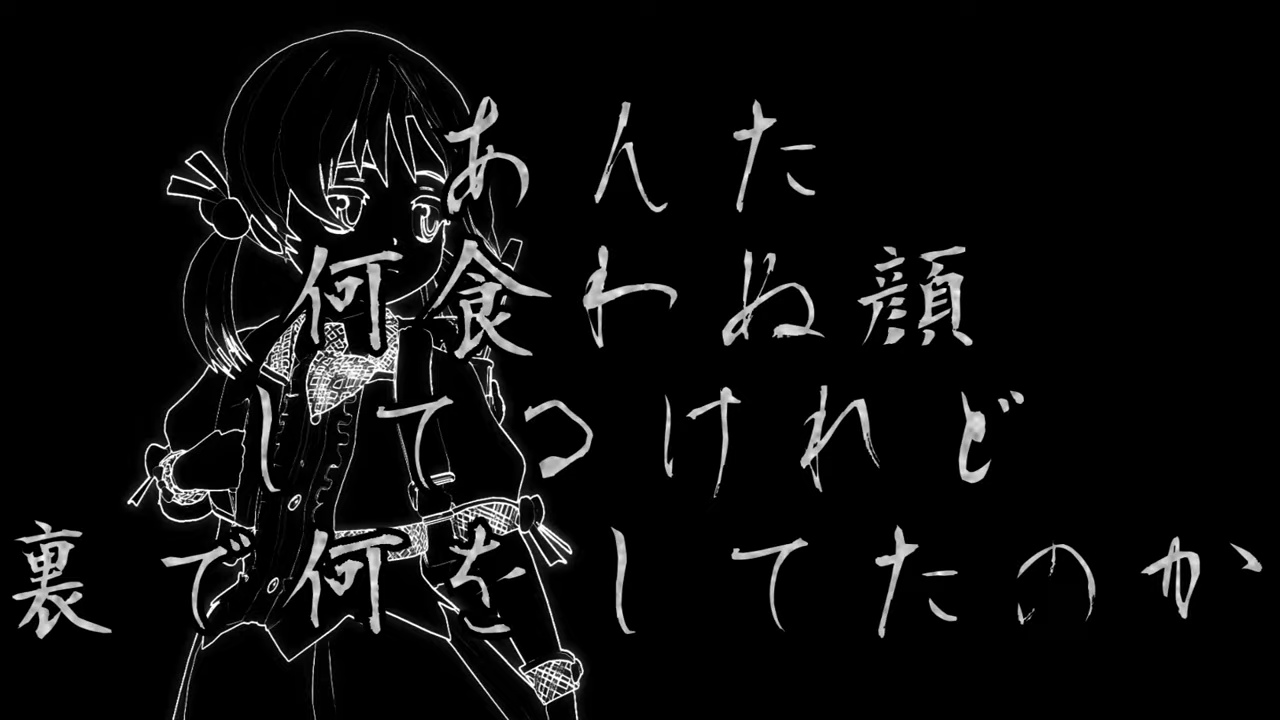 あんた
何食わぬ顔
してるけれど
裏で何をしてたのか